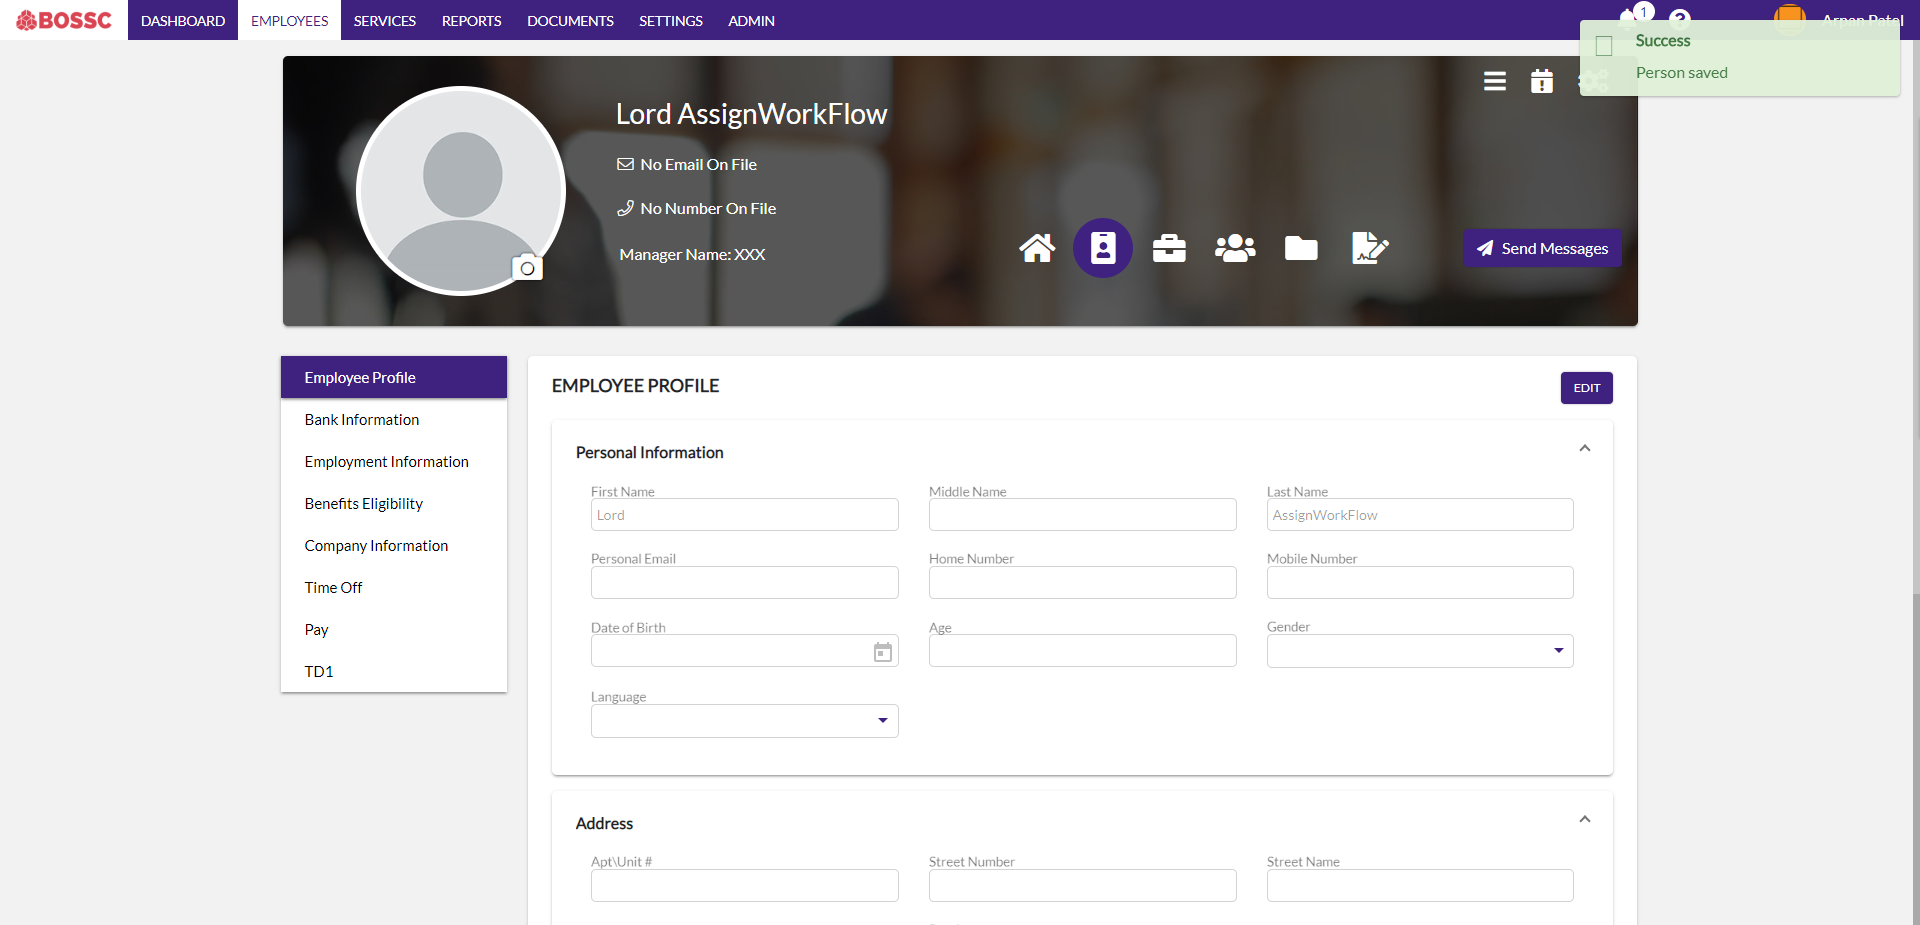 BOSSC DASHBOARD EMPLOYEES SERVICES REPORTS DOCUMENTS SETTINGS ADMIN 1 ? Arpan Patel
Success
Person saved
Lord AssignWorkFlow
No Email On File
No Number On File
Manager Name: XXX
Send Messages
Employee Profile
Bank Information
Employment Information
Benefits Eligibility
Company Information
Time Off
Pay
TD1
EMPLOYEE PROFILE
EDIT
Personal Information
First Name Middle Name Last Name
Lord AssignWorkFlow
Personal Email Home Number Mobile Number
Date of Birth Age Gender
Language
Address
Apt\Unit # Street Number Street Name